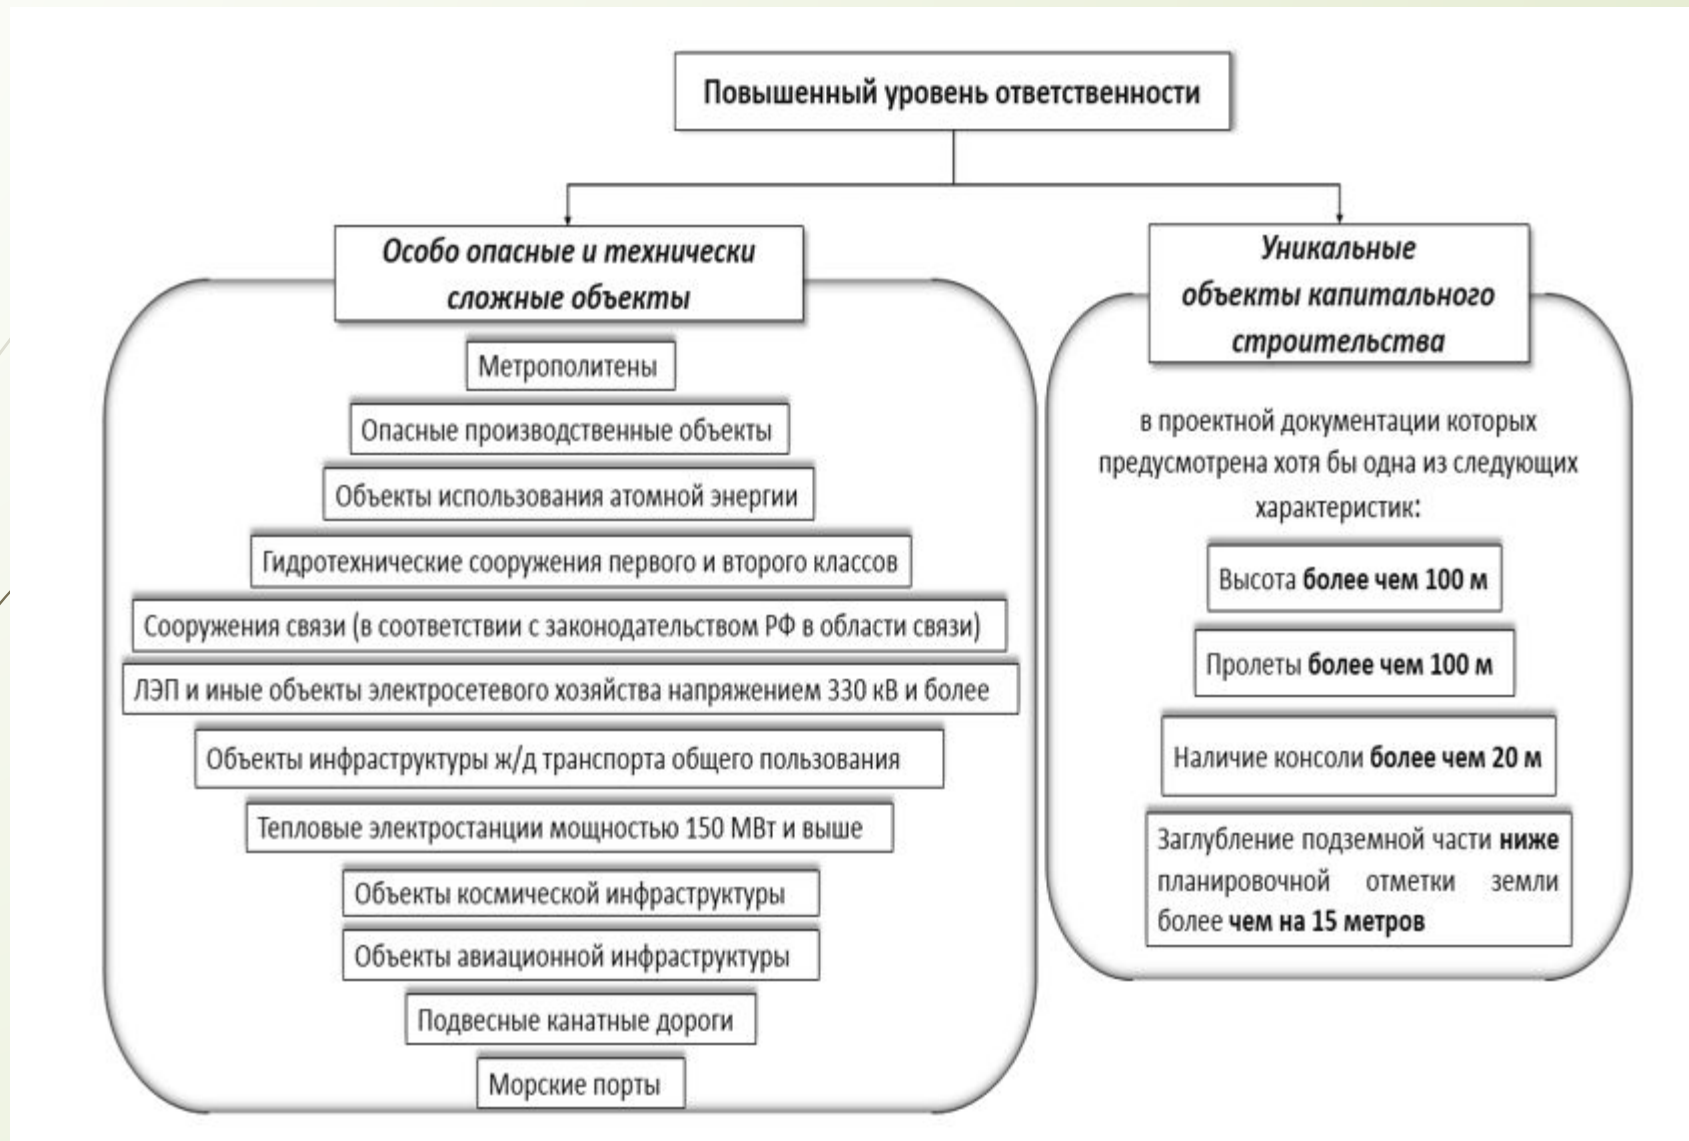 Повышенный уровень ответственности
Особо опасные и технически
сложные объекты
Метрополитены
Опасные производственные объекты
Объекты использования атомной энергии
Гидротехнические сооружения первого и второго классов
Сооружения связи (в соответствии с законодательством РФ в области связи)
ЛЭП и иные объекты электросетевого хозяйства напряжением 330 кВ и более
Объекты инфраструктуры ж/д транспорта общего пользования
Тепловые электростанции мощностью 150 МВт и выше
Объекты космической инфраструктуры
Объекты авиационной инфраструктуры
Подвесные канатные дороги
Морские порты
Уникальные
объекты капитального
строительства
в проектной документации которых
предусмотрена хотя бы одна из следующих
характеристик:
Высота более чем 100 м
Пролеты более чем 100 м
Наличие консоли более чем 20 м
Заглубление подземной части ниже
планировочной отметки земли
более чем на 15 метров